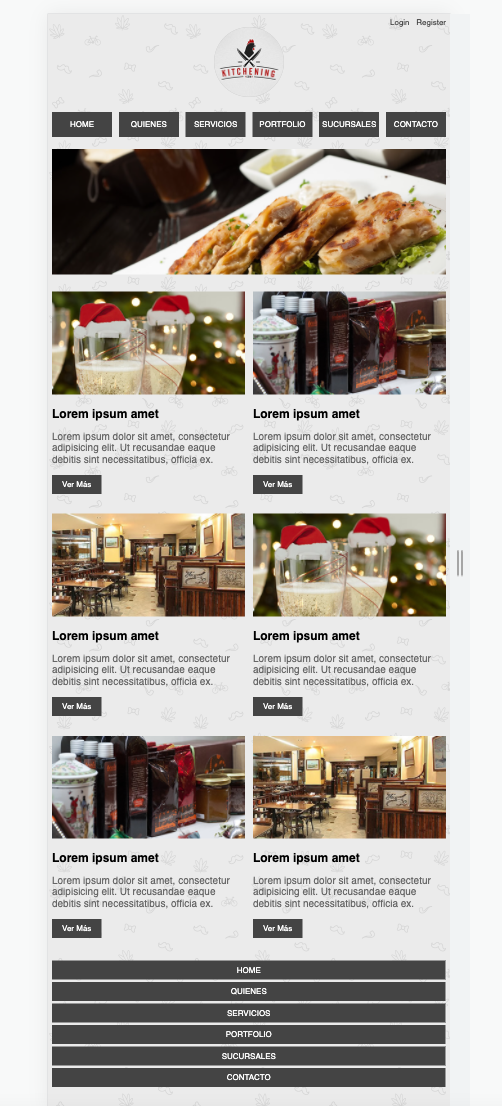 Login Register
KITCHENING
HOME QUIENES SERVICIOS PORTFOLIO SUCURSALES CONTACTO
Lorem ipsum amet
Lorem ipsum dolor sit amet, consectetur
adipisicing elit. Ut recusandae eaque
debitis sint necessitatibus, officia ex.
Ver Más
Lorem ipsum amet
Lorem ipsum dolor sit amet, consectetur
adipisicing elit. Ut recusandae eaque
debitis sint necessitatibus, officia ex.
Ver Más
Lorem ipsum amet
Lorem ipsum dolor sit amet, consectetur
adipisicing elit. Ut recusandae eaque
debitis sint necessitatibus, officia ex.
Ver Más
Lorem ipsum amet
Lorem ipsum dolor sit amet, consectetur
adipisicing elit. Ut recusandae eaque
debitis sint necessitatibus, officia ex.
Ver Más
Lorem ipsum amet
Lorem ipsum dolor sit amet, consectetur
adipisicing elit. Ut recusandae eaque
debitis sint necessitatibus, officia ex.
Ver Más
Lorem ipsum amet
Lorem ipsum dolor sit amet, consectetur
adipisicing elit. Ut recusandae eaque
debitis sint necessitatibus, officia ex.
Ver Más
HOME
QUIENES
SERVICIOS
PORTFOLIO
SUCURSALES
CONTACTO